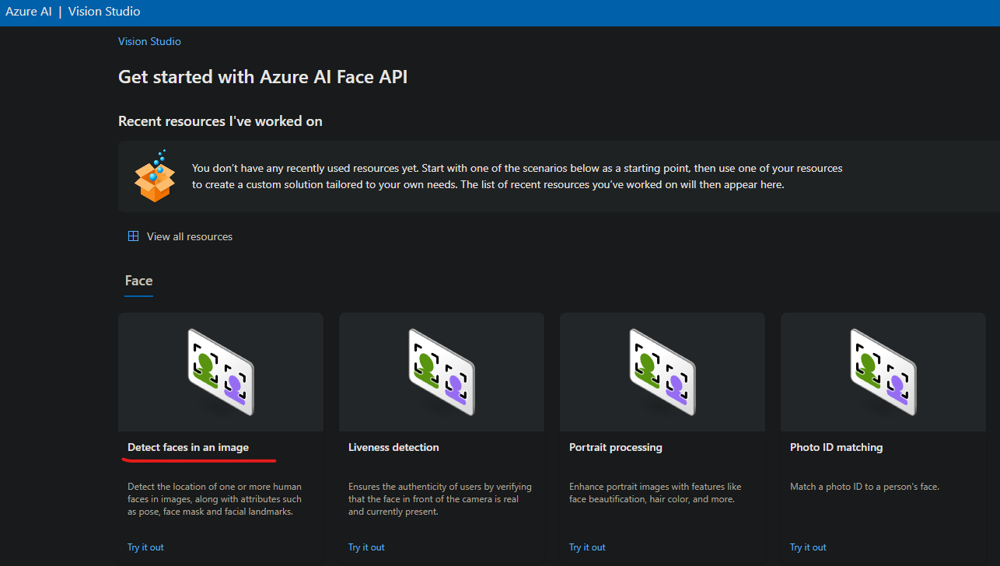 Azure AI | Vision Studio
Vision Studio
Get started with Azure AI Face API
Recent resources I've worked on
You don’t have any recently used resources yet. Start with one of the scenarios below as a starting point, then use one of your resources
to create a custom solution tailored to your own needs. The list of recent resources you’ve worked on will then appear here.
View all resources
Face
Detect faces in an image
Detect the location of one or more human
faces in images, along with attributes such
as pose, face mask and facial landmarks.
Try it out
Liveness detection
Ensures the authenticity of users by verifying
that the face in front of the camera is real
and currently present.
Try it out
Portrait processing
Enhance portrait images with features like
face beautification, hair color, and more.
Try it out
Photo ID matching
Match a photo ID to a person's face.
Try it out